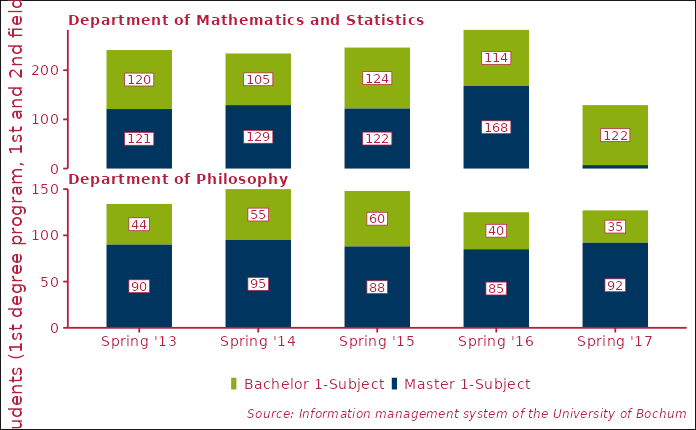 Department of Mathematics and Statistics
200
100
0
120
105
124
114
122
121
129
122
168
Department of Philosophy
150
100
50
0
44
55
60
40
35
90
95
88
85
92
Spring '13
Spring '14
Spring '15
Spring '16
Spring '17
(1st degree program, 1st and 2nd field
Bachelor 1-Subject
Master 1-Subject
Source: Information management system of the University of Bochum